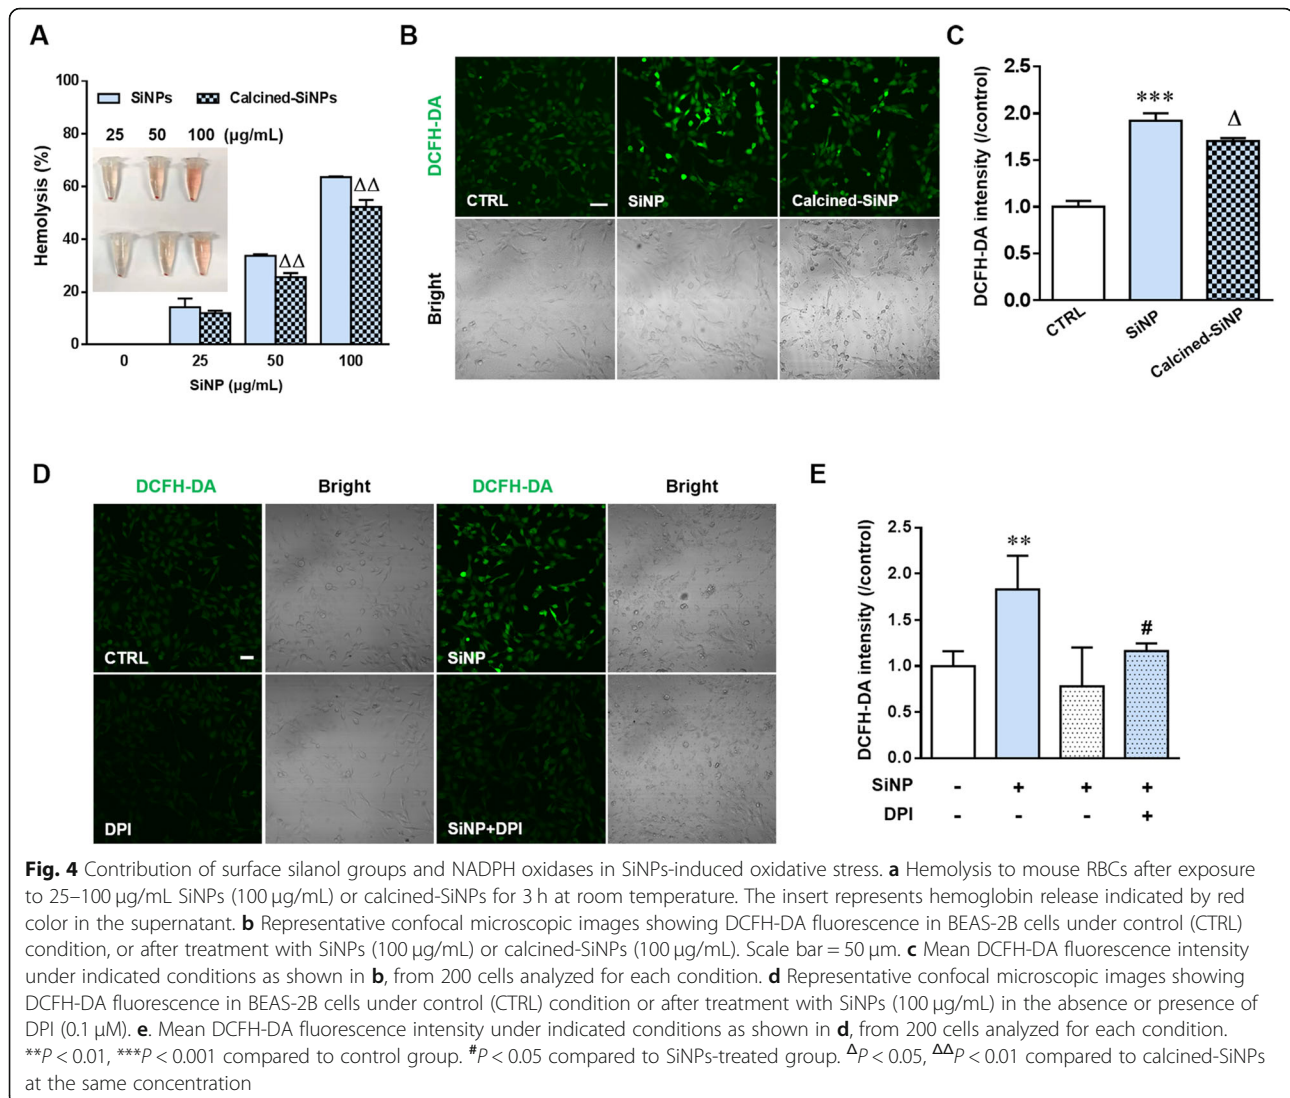 A
100
80
60
40
20
0
Hemolysis (%)
SiNPs
Calcined-SiNPs
25 50 100 (µg/mL)
ΔΔ
ΔΔ
0 25 50 100
SiNP (µg/mL)
B
DCFH-DA
CTRL
SiNP
Calcined-SiNP
Bright
C
2.5
2.0
1.5
1.0
0.5
0.0
DCFH-DA intensity (/control)
***
Δ
CTRL
SiNP
Calcined-SiNP
D
DCFH-DA Bright DCFH-DA Bright
CTRL
SiNP
DPI
SiNP+DPI
E
2.5
2.0
1.5
1.0
0.5
0.0
DCFH-DA intensity (/control)
**
#
SiNP - + + +
DPI - - - +
Fig. 4 Contribution of surface silanol groups and NADPH oxidases in SiNPs-induced oxidative stress. a Hemolysis to mouse RBCs after exposure
to 25–100 µg/mL SiNPs (100 µg/mL) or calcined-SiNPs for 3 h at room temperature. The insert represents hemoglobin release indicated by red
color in the supernatant. b Representative confocal microscopic images showing DCFH-DA fluorescence in BEAS-2B cells under control (CTRL)
condition, or after treatment with SiNPs (100 µg/mL) or calcined-SiNPs (100 µg/mL). Scale bar = 50 µm. c Mean DCFH-DA fluorescence intensity
under indicated conditions as shown in b, from 200 cells analyzed for each condition. d Representative confocal microscopic images showing
DCFH-DA fluorescence in BEAS-2B cells under control (CTRL) condition or after treatment with SiNPs (100 µg/mL) in the absence or presence of
DPI (0.1 µM). e. Mean DCFH-DA fluorescence intensity under indicated conditions as shown in d, from 200 cells analyzed for each condition.
**P < 0.01, ***P < 0.001 compared to control group. #P < 0.05 compared to SiNPs-treated group. ΔP < 0.05, ΔΔP < 0.01 compared to calcined-SiNPs
at the same concentration